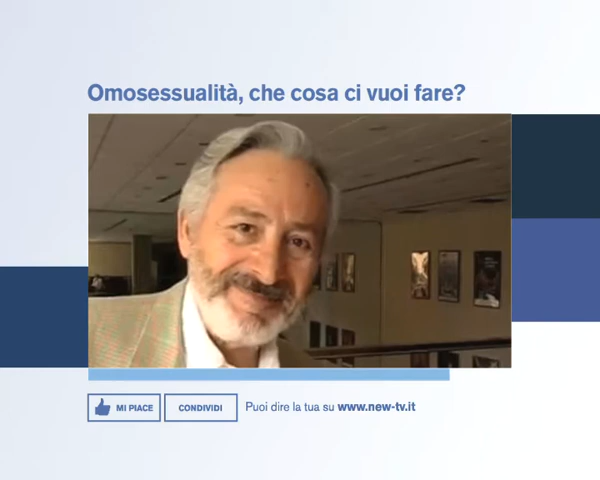 Omosessualità, che cosa ci vuoi fare?
MI PIACE
CONDIVIDI
Puoi dire la tua su www.new-tv.it